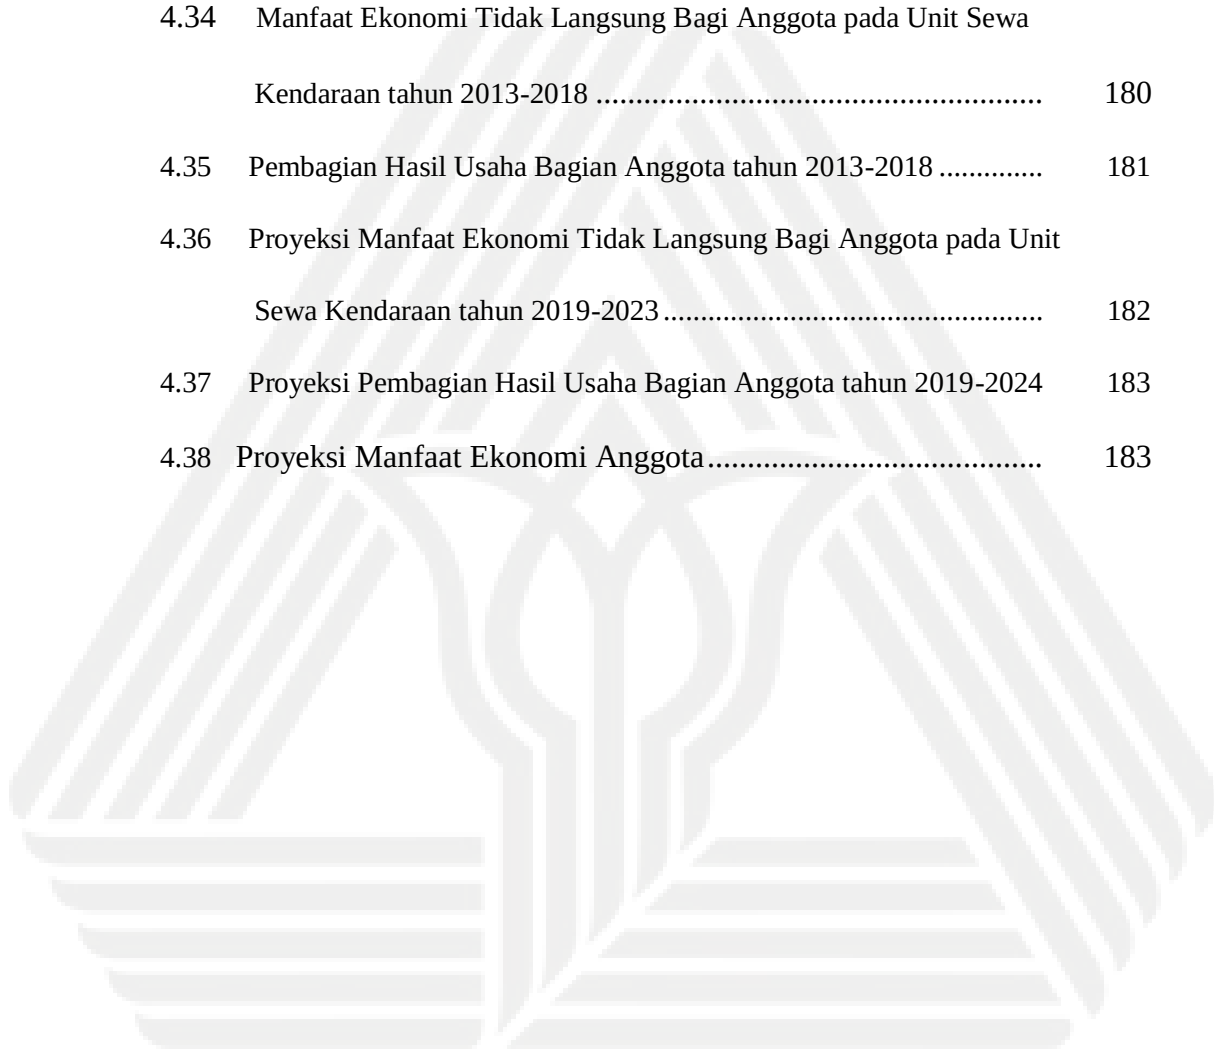 4.34 Manfaat Ekonomi Tidak Langsung Bagi Anggota pada Unit Sewa
Kendaraan tahun 2013-2018 ........................................................ 180
4.35 Pembagian Hasil Usaha Bagian Anggota tahun 2013-2018 .............. 181
4.36 Proyeksi Manfaat Ekonomi Tidak Langsung Bagi Anggota pada Unit
Sewa Kendaraan tahun 2019-2023 .................................................. 182
4.37 Proyeksi Pembagian Hasil Usaha Bagian Anggota tahun 2019-2024 183
4.38 Proyeksi Manfaat Ekonomi Anggota .......................................... 183